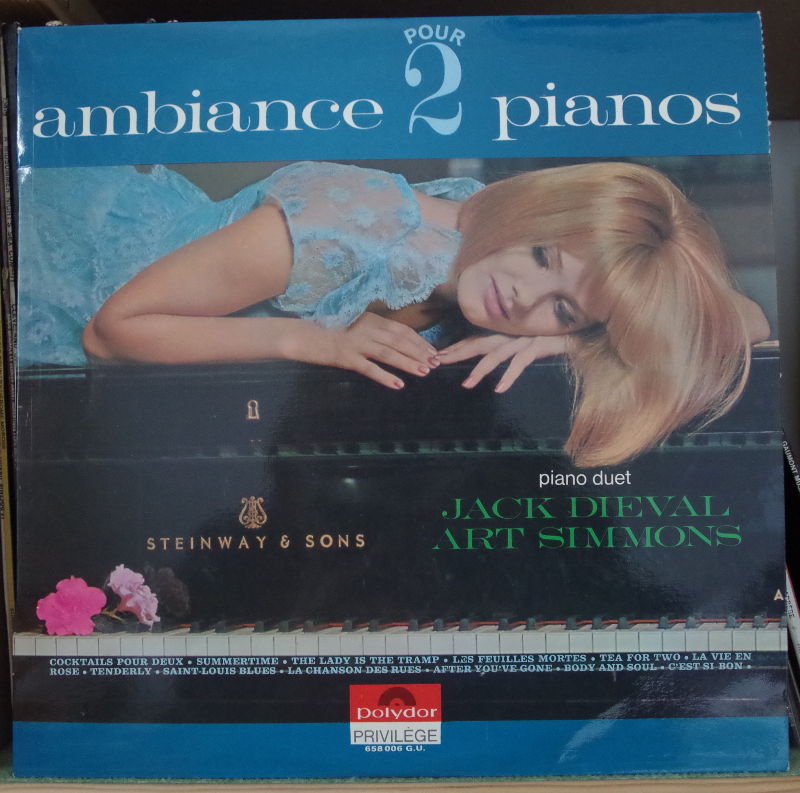 POUR
ambiance 2 pianos
piano duet
JACK DIEVAL
ART SIMMONS
STEINWAY & SONS
COCKTAILS POUR DEUX • SUMMERTIME • THE LADY IS THE TRAMP • LES FEUILLES MORTES • TEA FOR TWO • LA VIE EN
ROSE • TENDERLY • SAINT-LOUIS BLUES • LA CHANSON DES RUES • AFTER YOU'VE GONE • BODY AND SOUL • C'EST SI BON •
polydor
PRIVILÈGE
658 006 G.U.
GAUMONT